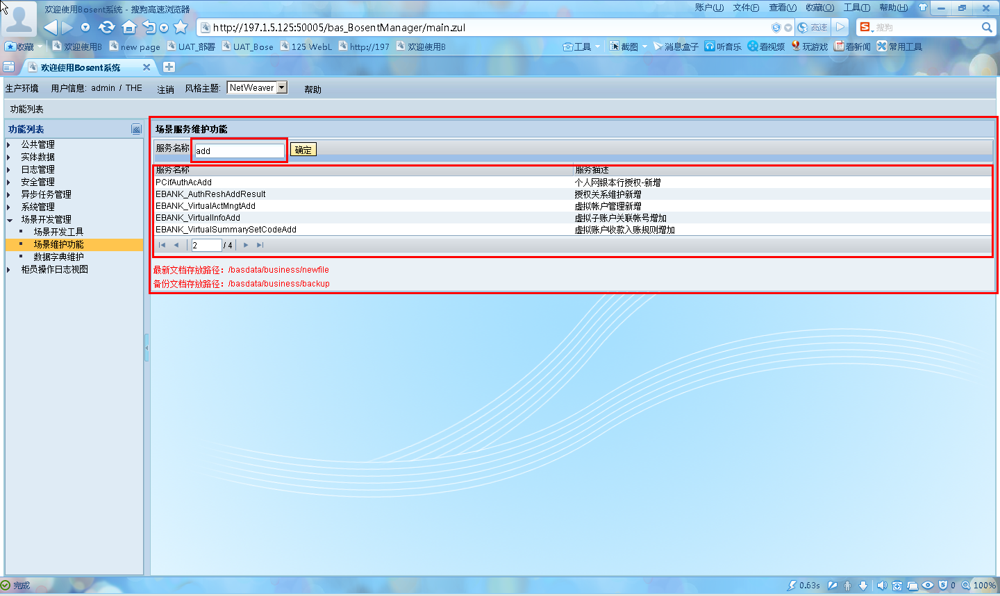 欢迎使用Bosent系统 - 搜狗高速浏览器
账户(U) 文件(F) 查看(V) 收藏(O) 工具(T) 帮助(H)
http://197.1.5.125:50005/bas_BosentManager/main.zul
高速
搜狗
收藏 欢迎使用B new page UAT_部署 UAT_Bose 125 WebL http://197 欢迎使用B
工具 截图 消息盒子 听音乐 看视频 玩游戏 看新闻 常用工具
欢迎使用Bosent系统
生产环境 用户信息: admin / THE 注销 风格主题: NetWeaver 帮助
功能列表
功能列表
公共管理
实体数据
日志管理
安全管理
异步任务管理
系统管理
场景开发管理
场景开发工具
场景维护功能
数据字典维护
柜员操作日志视图
场景服务维护功能
服务名称 add 确定
服务名称 服务描述
PCifAuthAcAdd 个人网银本行授权-新增
EBANK_AuthReshAddResult 授权关系维护新增
EBANK_VirtualActMngtAdd 虚拟帐户管理新增
EBANK_VirtualInfoAdd 虚拟子账户关联帐号增加
EBANK_VirtualSummarySetCodeAdd 虚拟账户收款入账规则增加
2 / 4
最新文档存放路径: /basdata/business/newfile
备份文档存放路径: /basdata/business/backup
完成
0.63s 0 100%